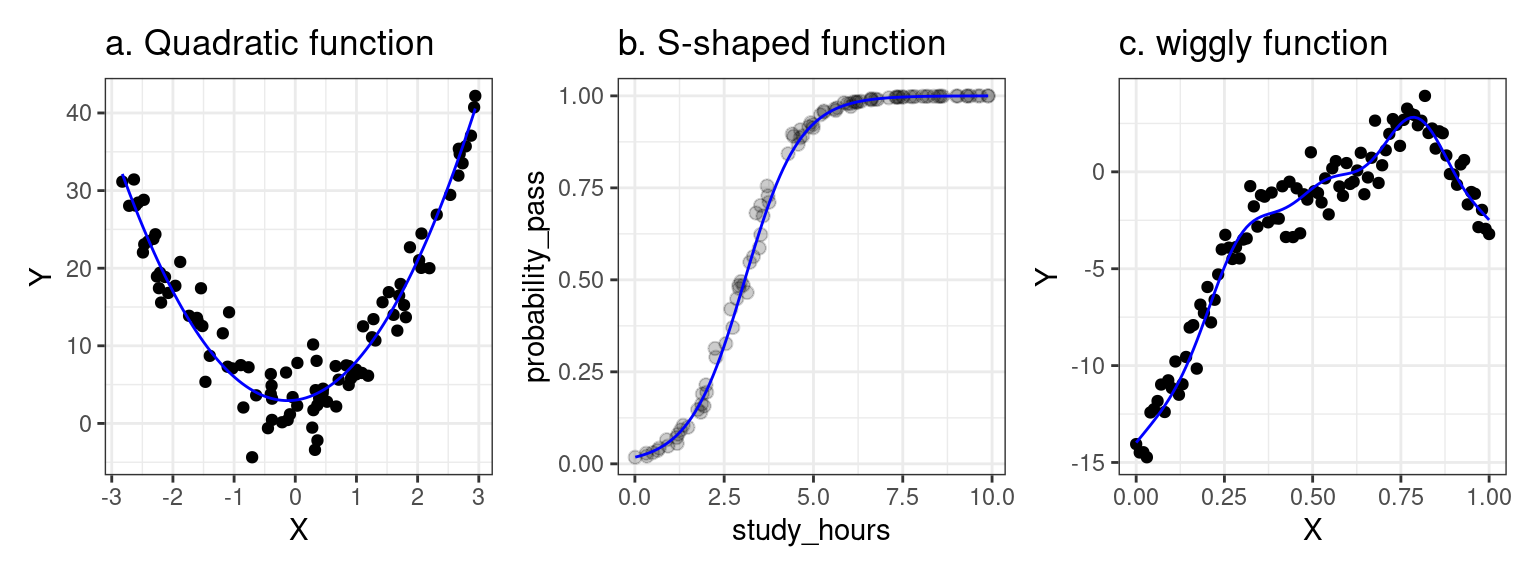 a. Quadratic function
40
30
20
10
0
Y
-3 -2 -1 0 1 2 3
X
b. S-shaped function
1.00
0.75
0.50
0.25
0.00
probability_pass
0.0 2.5 5.0 7.5 10.0
study_hours
c. wiggly function
0
-5
-10
-15
Y
0.00 0.25 0.50 0.75 1.00
X